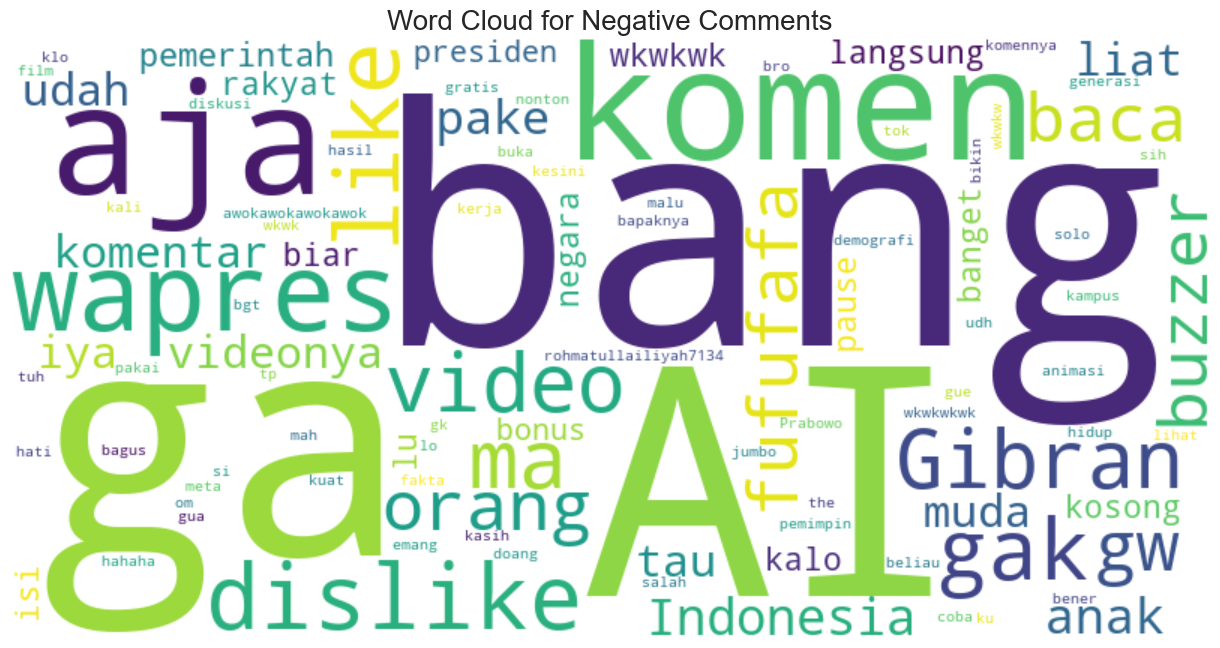 Word Cloud for Negative Comments
klo
pemerintah
presiden
wkwkwk
langsung
komennya
film
udah
diskusi
rakyat
like
gratis
nonton
bro
liat
generasi
aja
pake
komen
baca
hasil
buka
tok
wkwkw
sih
kali
awokawokawokawok
wkwk
kerja
kesini
bang
malu
bapaknya
bikin
negara
demografi
banget
solo
buzzer
komentar
biar
wapres
bgt
fufufafa
pause
kampus
udh
iya
videonya
pakai
tp
rohmatullailiyah7134
animasi
tuh
ga
video
AI
gue
hati
bagus
mah
lu
gk
lo
bonus
Prabowo
wkwkwkwk
hidup
lihat
si
meta
kuat
fakta
ma
jumbo
Gibran
om
gua
orang
the
pemimpin
muda
kosong
emang
kasih
doang
hahaha
isi
dislike
tau
salah
kalo
beliau
gak
gw
Indonesia
coba
ku
bener
anak